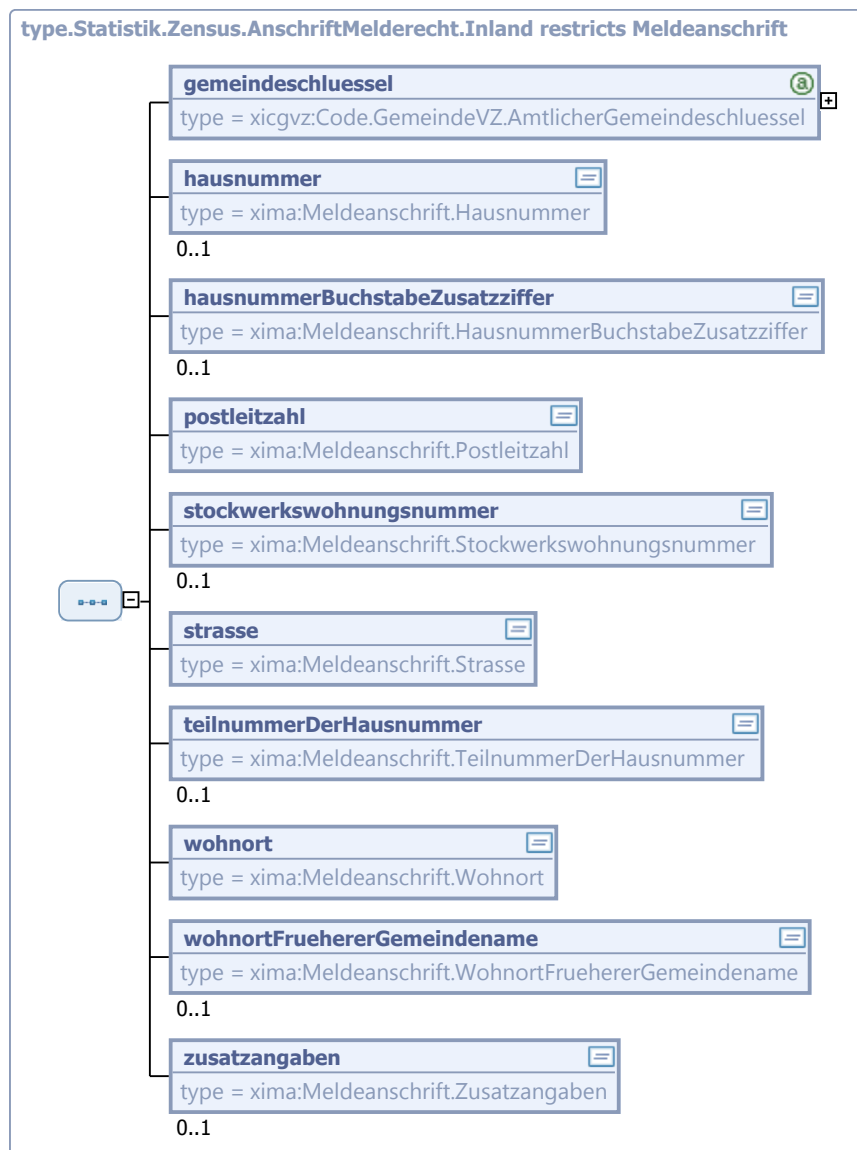 type.Statistik.Zensus.AnschriftMelderecht.Inland restricts Meldeanschrift
gemeindeschluessel
type = xicgvz:Code.GemeindeVZ.AmtlicherGemeindeschluessel
hausnummer
type = xima:Meldeanschrift.Hausnummer
0..1
hausnummerBuchstabeZusatzziffer
type = xima:Meldeanschrift.HausnummerBuchstabeZusatzziffer
0..1
postleitzahl
type = xima:Meldeanschrift.Postleitzahl
stockwerkswohnungsnummer
type = xima:Meldeanschrift.Stockwerkswohnungsnummer
0..1
strasse
type = xima:Meldeanschrift.Strasse
teilnummerDerHausnummer
type = xima:Meldeanschrift.TeilnummerDerHausnummer
0..1
wohnort
type = xima:Meldeanschrift.Wohnort
wohnortFruehererGemeindename
type = xima:Meldeanschrift.WohnortFruehererGemeindename
0..1
zusatzangaben
type = xima:Meldeanschrift.Zusatzangaben
0..1